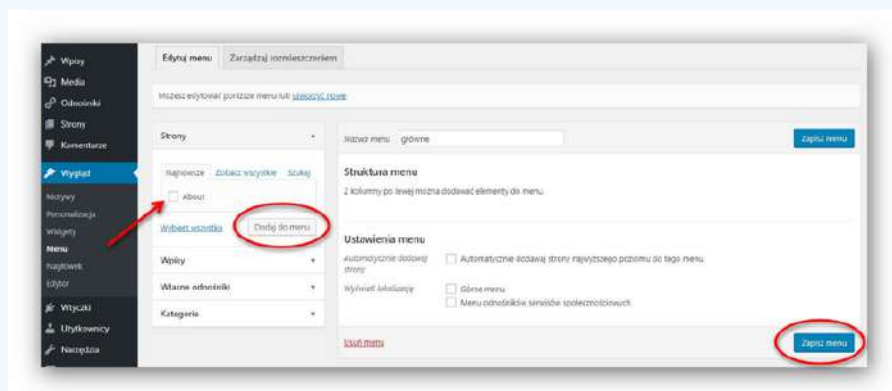 Wpisy
Media
Odnośniki
Strony
Komentarze
Wygląd
Motywy
Personalizacja
Widgety
Menu
Nagłówek
Edytor
Wtyczki
Użytkownicy
Narzędzia
Edytuj menu Zarządzaj rozmieszczeniem
Możesz edytować poniższe menu lub utworzyć nowe.
Strony
Najnowsze Zobacz wszystkie Szukaj
About
Wybierz wszystko Dodaj do menu
Wpisy
Własne odnośniki
Kategorie
Nazwa menu główne Zapisz menu
Struktura menu
Z kolumny po lewej można dodawać elementy do menu.
Ustawienia menu
Automatycznie dodawaj strony
Automatycznie dodawaj strony najwyższego poziomu do tego menu.
Wyświetl lokalizację
Górne menu
Menu odnośników serwisów społecznościowych
Usuń menu Zapisz menu